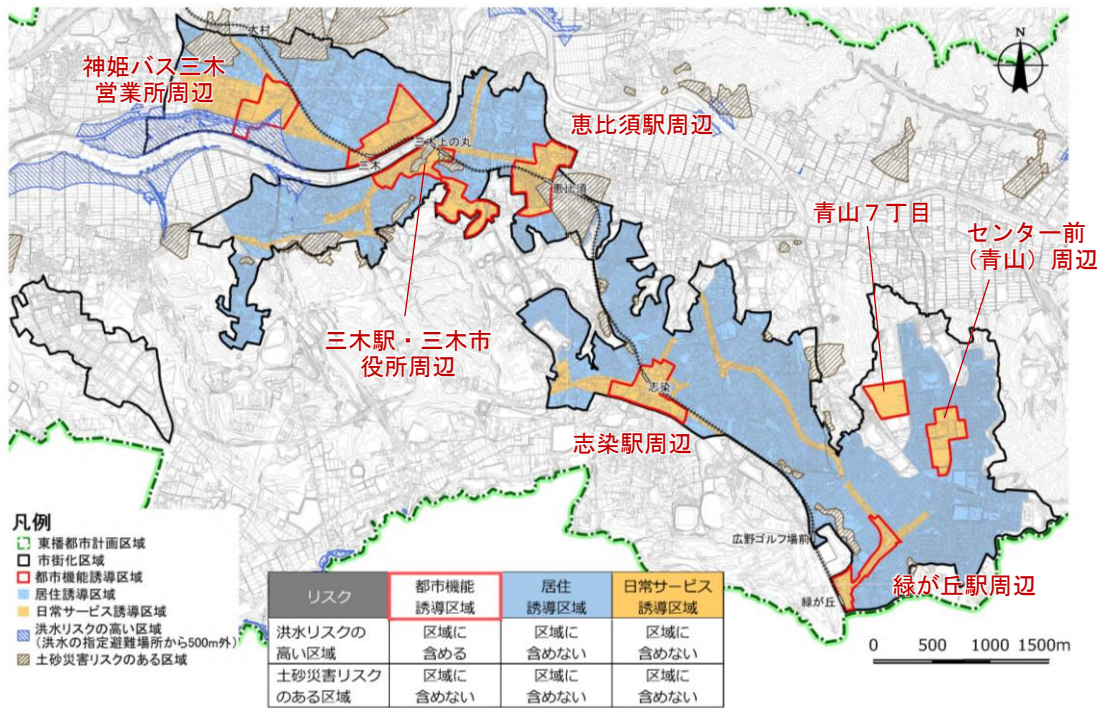 大村
N
神姫バス三木
営業所周辺
恵比須駅周辺
三木上の丸
三木
恵比須
青山７丁目
センター前
（青山）周辺
三木駅・三木市
役所周辺
志染
志染駅周辺
広野ゴルフ場前
緑が丘
緑が丘駅周辺
凡例
東播都市計画区域
市街化区域
都市機能誘導区域
居住誘導区域
日常サービス誘導区域
洪水リスクの高い区域
（洪水の指定避難場所から500m外）
土砂災害リスクのある区域
リスク
都市機能
誘導区域
居住
誘導区域
日常サービス
誘導区域
洪水リスクの
高い区域
区域に
含める
区域に
含めない
区域に
含めない
土砂災害リスク
のある区域
区域に
含めない
区域に
含めない
区域に
含めない
0 500 1000 1500m